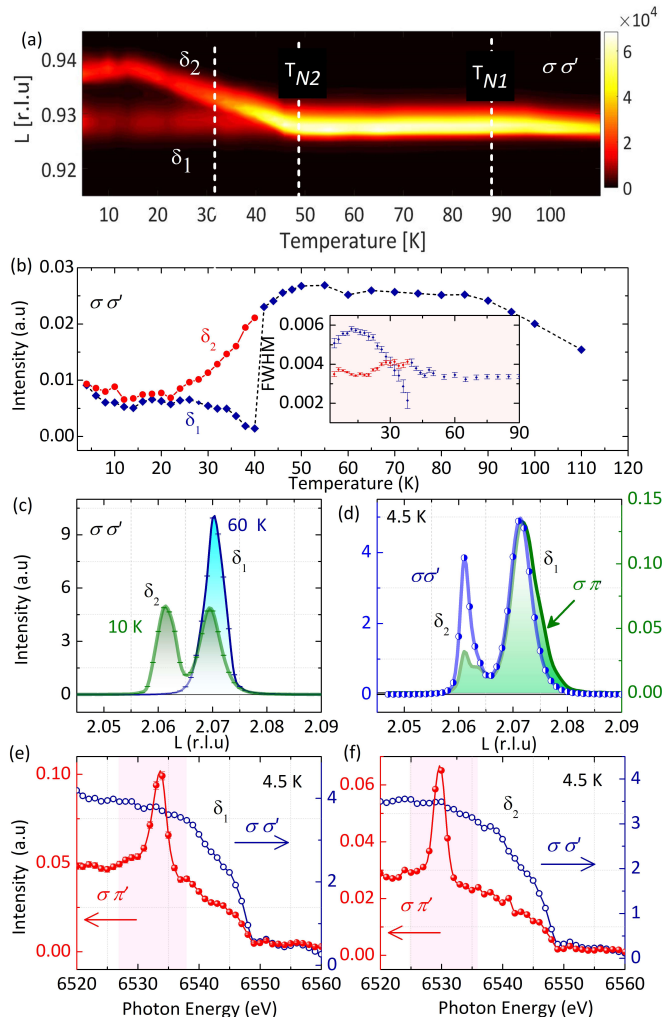 (a)
×10⁴
0.94
0.93
0.92
L [r.l.u]
δ₂
T_N2
T_N1
σ σ′
δ₁
6
4
2
0
10 20 30 40 50 60 70 80 90 100
Temperature [K]
(b)
0.03
0.02
0.01
0.00
Intensity (a.u)
σ σ′
δ₂
δ₁
0.006
0.004
0.002
FWHM
30 60 90
10 20 30 40 50 60 70 80 90 100 110 120
Temperature (K)
(c)
σ σ′
60 K
δ₁
δ₂
10 K
9
6
3
0
Intensity (a.u)
2.05 2.06 2.07 2.08 2.09
L (r.l.u)
(d) 4.5 K
σσ′
δ₁
σ π
δ₂
4
2
0
0.15
0.10
0.05
0.00
2.05 2.06 2.07 2.08 2.09
L (r.l.u)
(e)
4.5 K
δ₁
σ σ′
σ π′
0.10
0.05
0.00
Intensity (a.u)
4
2
0
6520 6530 6540 6550 6560
Photon Energy (eV)
(f)
4.5 K
δ₂
σ σ′
σ π′
0.06
0.04
0.02
0.00
4
3
2
1
0
6520 6530 6540 6550 6560
Photon Energy (eV)
Intensity (a.u)